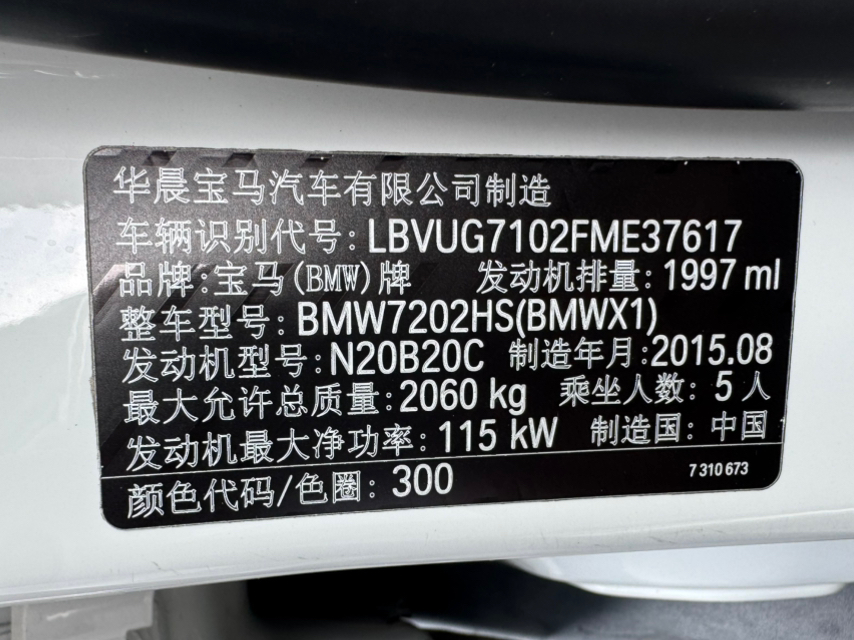 华晨宝马汽车有限公司制造
车辆识别代号: LBVUG7102FME37617
品牌: 宝马(BMW)牌 发动机排量: 1997 ml
整车型号: BMW7202HS(BMWX1)
发动机型号: N20B20C 制造年月: 2015.08
最大允许总质量: 2060 kg 乘坐人数: 5 人
发动机最大净功率: 115 kW 制造国: 中国
7 310 673
颜色代码/色圈: 300